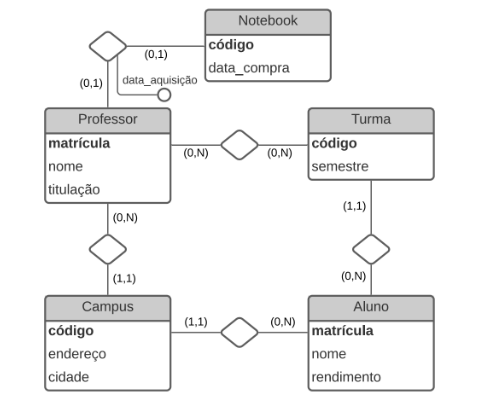 Notebook
código
data_compra
(0,1)
(0,1)
data_aquisição
Professor
matrícula
nome
titulação
(0,N)
(0,N)
Turma
código
semestre
(0,N)
(1,1)
(1,1)
(0,N)
Campus
código
endereço
cidade
(1,1)
(0,N)
Aluno
matrícula
nome
rendimento